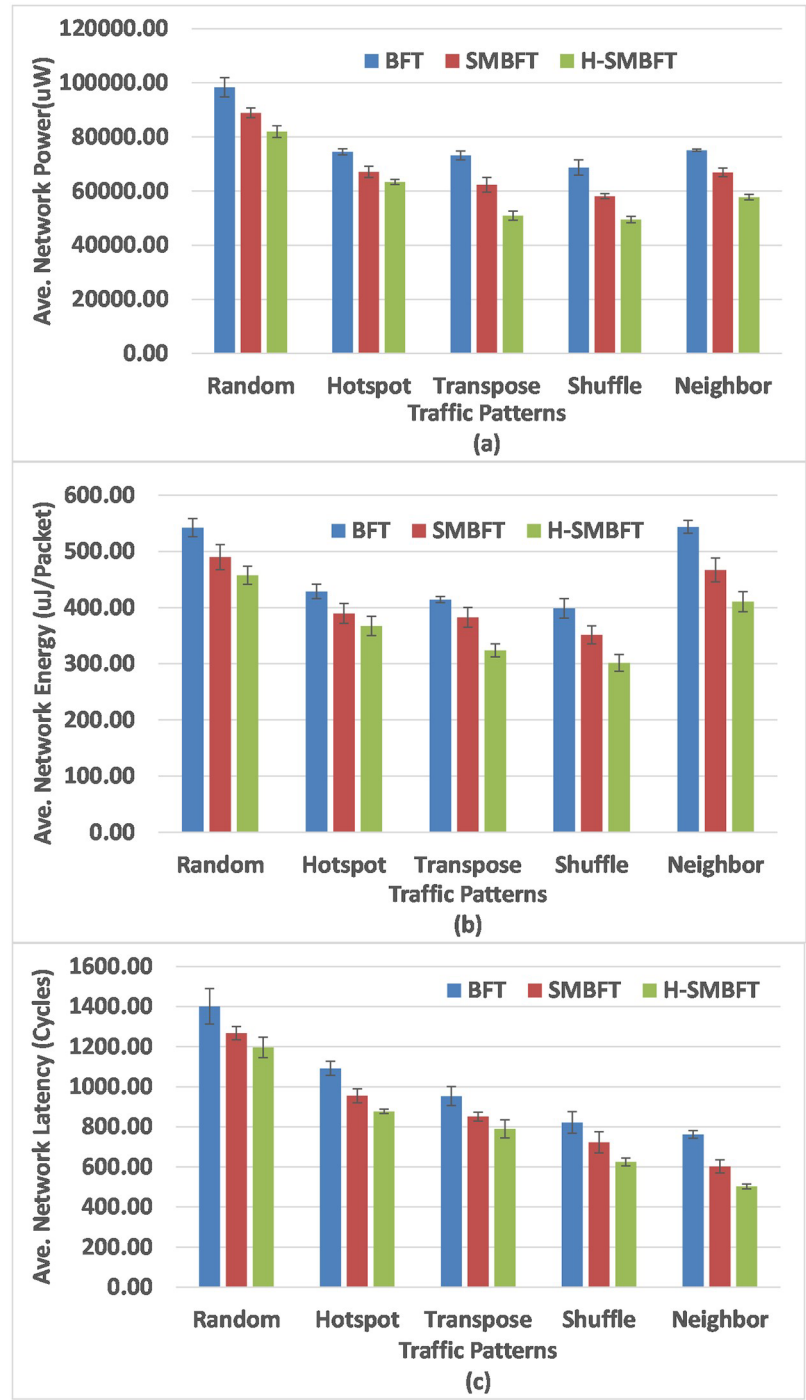 120000.00
100000.00
80000.00
60000.00
40000.00
20000.00
0.00
Ave. Network Power(uW)
BFT SMBFT H-SMBFT
Random Hotspot Transpose Shuffle Neighbor
Traffic Patterns
(a)
600.00
500.00
400.00
300.00
200.00
100.00
0.00
Ave. Network Energy (uJ/Packet)
BFT SMBFT H-SMBFT
Random Hotspot Transpose Shuffle Neighbor
Traffic Patterns
(b)
1600.00
1400.00
1200.00
1000.00
800.00
600.00
400.00
200.00
0.00
Ave. Network Latency (Cycles)
BFT SMBFT H-SMBFT
Random Hotspot Transpose Shuffle Neighbor
Traffic Patterns
(c)